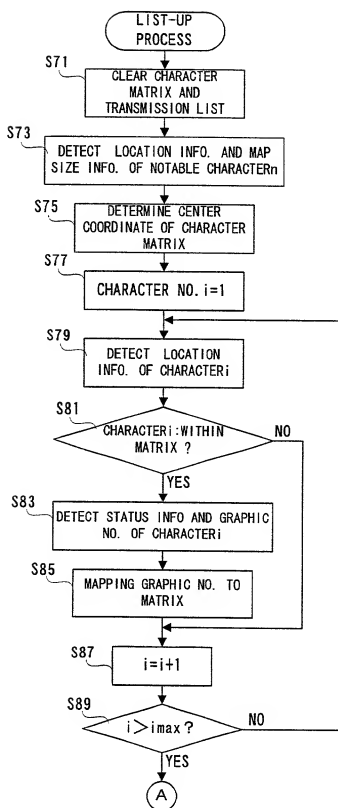 LIST-UP
PROCESS
S71
CLEAR CHARACTER
MATRIX AND
TRANSMISSION LIST
S73
DETECT LOCATION INFO. AND MAP
SIZE INFO. OF NOTABLE CHARACTERn
S75
DETERMINE CENTER
COORDINATE OF CHARACTER
MATRIX
S77
CHARACTER NO. i=1
S79
DETECT LOCATION
INFO. OF CHARACTERi
S81
CHARACTERi:WITHIN
MATRIX ?
NO
YES
S83
DETECT STATUS INFO AND GRAPHIC
NO. OF CHARACTERi
S85
MAPPING GRAPHIC NO. TO
MATRIX
S87
i=i+1
S89
i>imax?
NO
YES
A